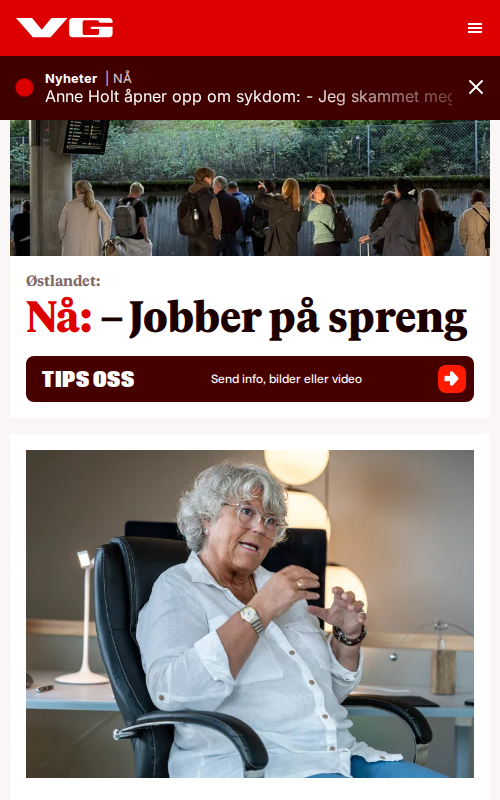 VG
Nyheter | NÅ
Anne Holt åpner opp om sykdom: - Jeg skammet meg
Østlandet:
Nå: – Jobber på spreng
TIPS OSS
Send info, bilder eller video